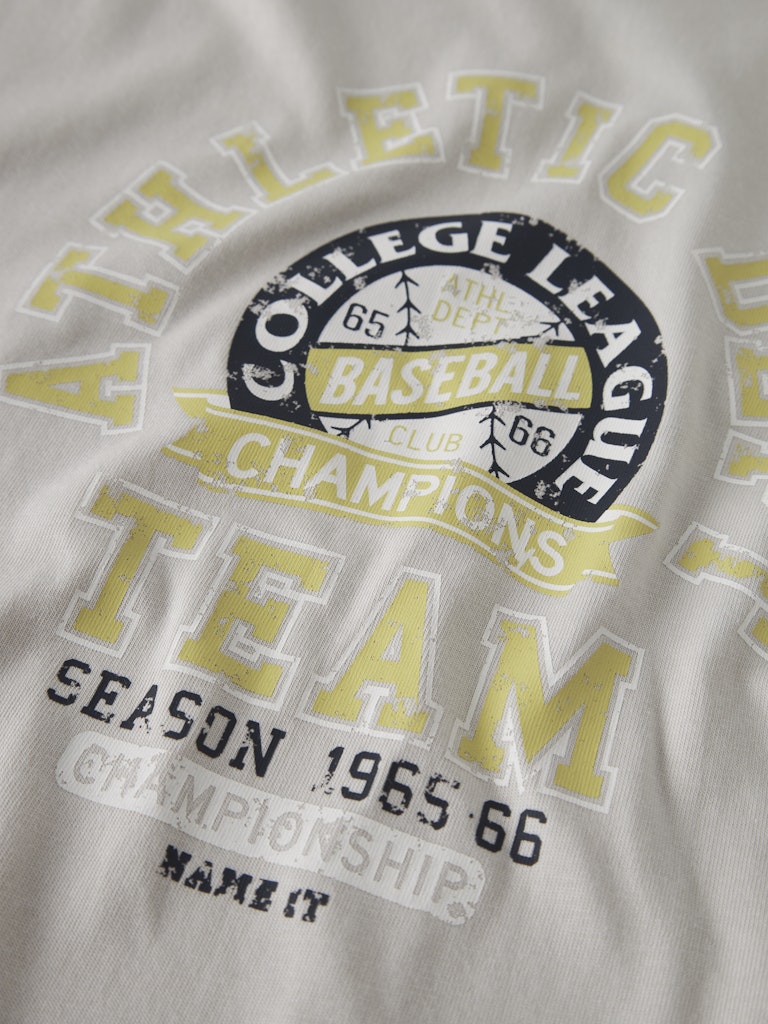 ATHLETIC
COLLEGE LEAGUE
ATHL.
DEPT
65
BASEBALL
66
CLUB
CHAMPIONS
TEAM
SEASON 1965-66
CHAMPIONSHIP
NAME IT